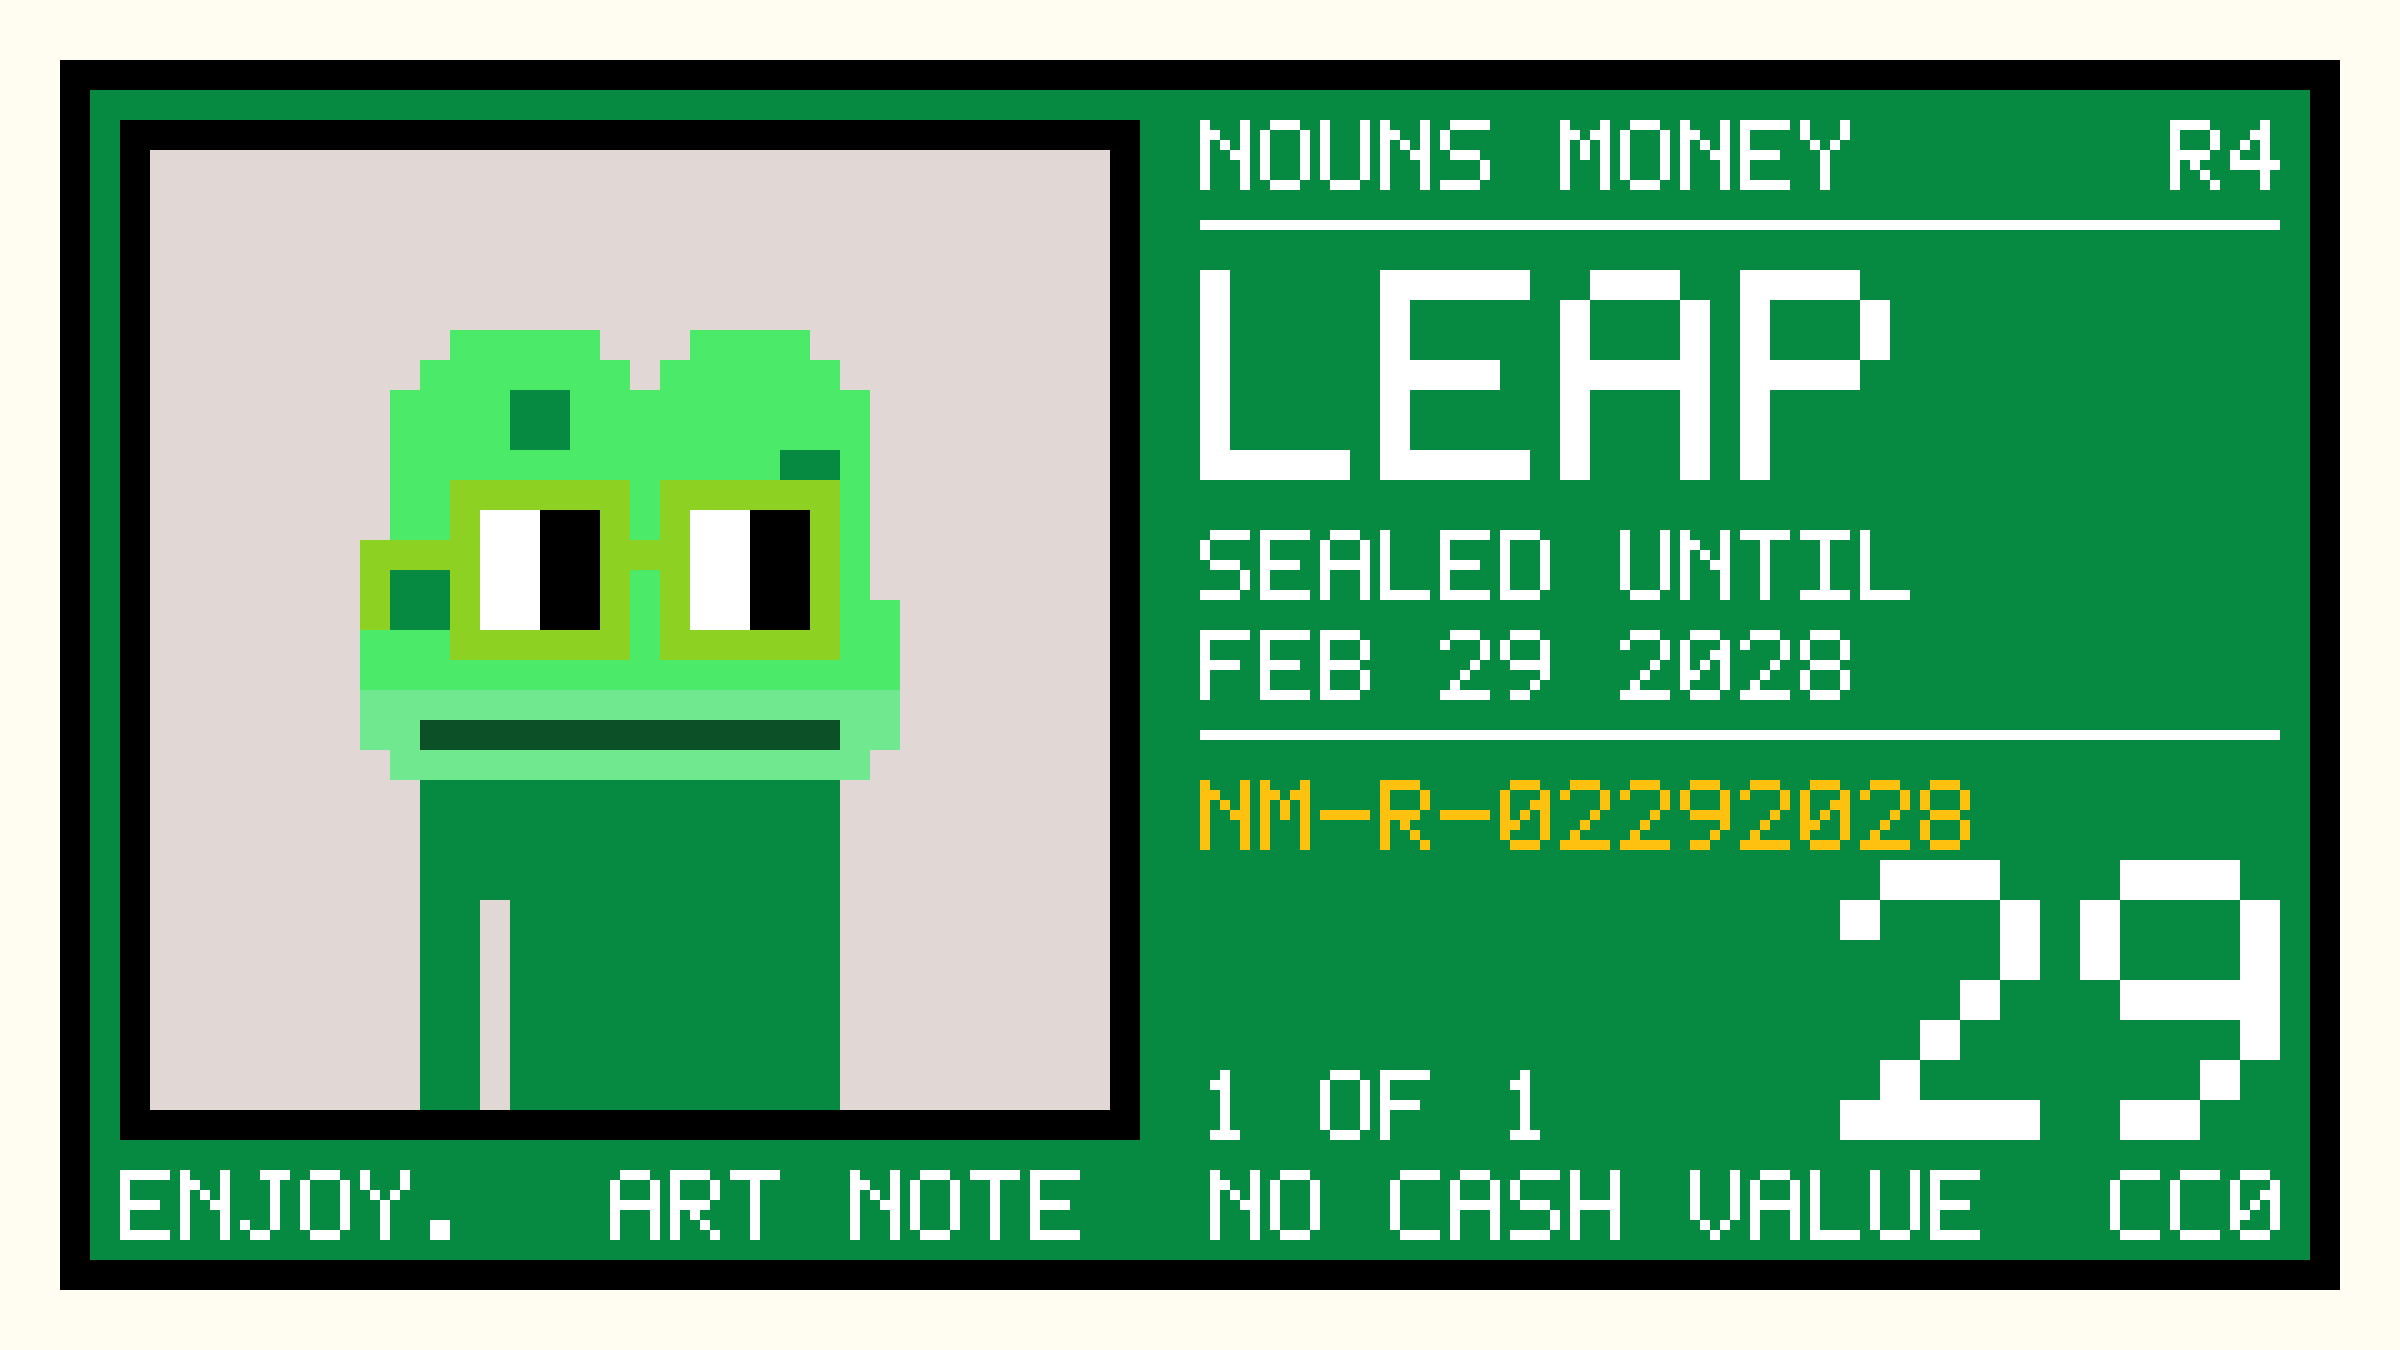 NOUNS MONEY R4
LEAP
SEALED UNTIL
FEB 29 2028
NM-R-02292028
29
1 OF 1
ENJOY. ART NOTE NO CASH VALUE CC0